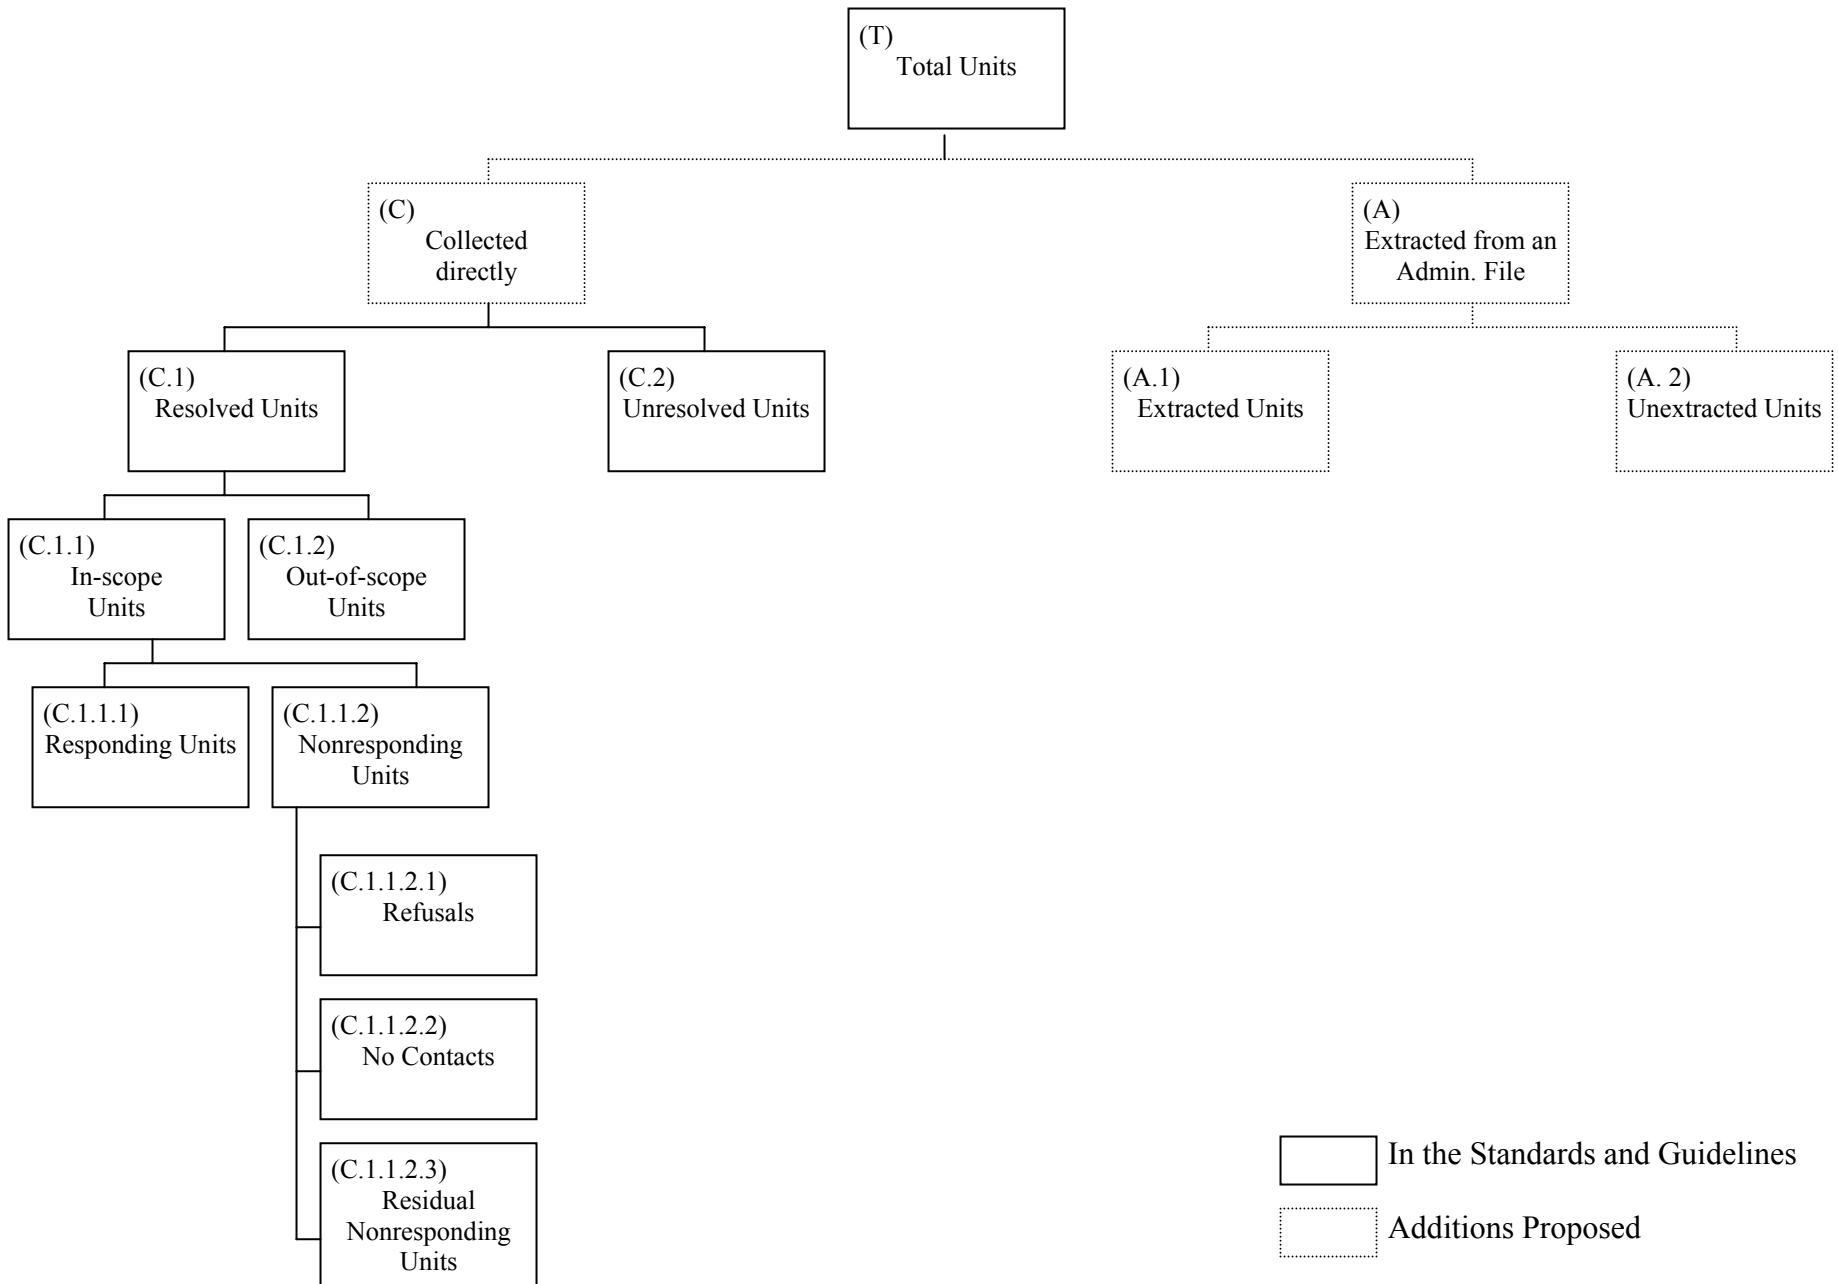 (T)
Total Units
(C)
Collected
directly
(A)
Extracted from an
Admin. File
(C.1)
Resolved Units
(C.2)
Unresolved Units
(A.1)
Extracted Units
(A. 2)
Unextracted Units
(C.1.1)
In-scope
Units
(C.1.2)
Out-of-scope
Units
(C.1.1.1)
Responding Units
(C.1.1.2)
Nonresponding
Units
(C.1.1.2.1)
Refusals
(C.1.1.2.2)
No Contacts
(C.1.1.2.3)
Residual
Nonresponding
Units
In the Standards and Guidelines
Additions Proposed